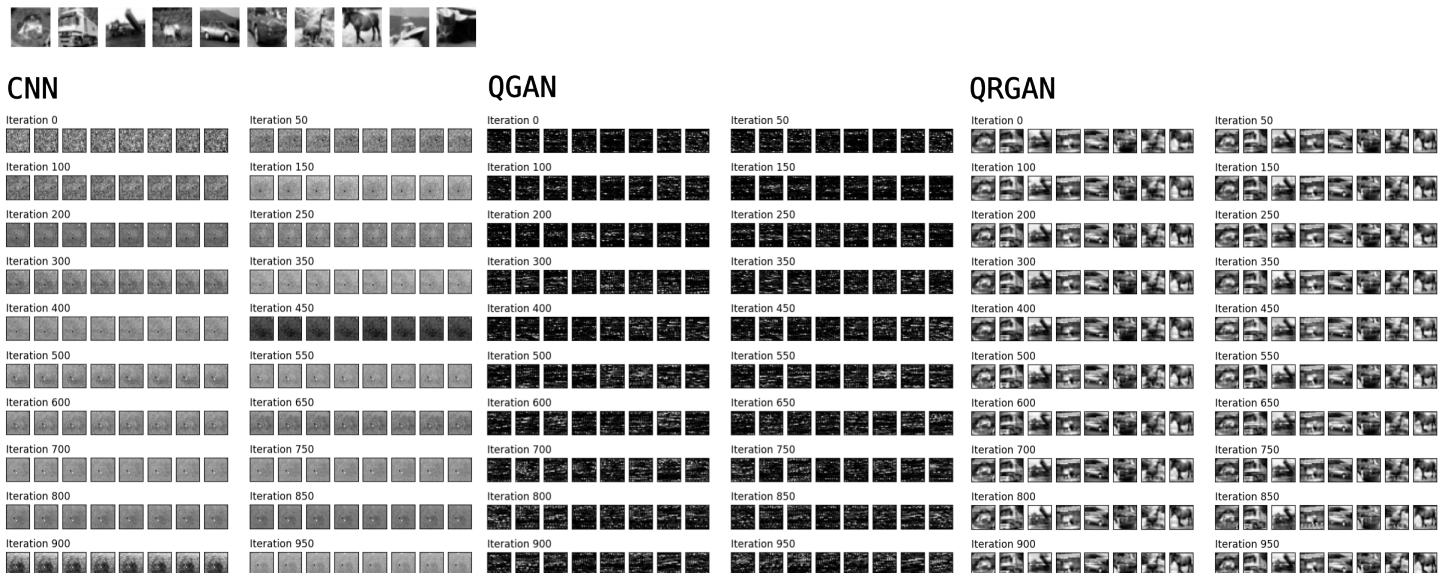 CNN
Iteration 0
Iteration 50
Iteration 100
Iteration 150
Iteration 200
Iteration 250
Iteration 300
Iteration 350
Iteration 400
Iteration 450
Iteration 500
Iteration 550
Iteration 600
Iteration 650
Iteration 700
Iteration 750
Iteration 800
Iteration 850
Iteration 900
Iteration 950
QGAN
Iteration 0
Iteration 50
Iteration 100
Iteration 150
Iteration 200
Iteration 250
Iteration 300
Iteration 350
Iteration 400
Iteration 450
Iteration 500
Iteration 550
Iteration 600
Iteration 650
Iteration 700
Iteration 750
Iteration 800
Iteration 850
Iteration 900
Iteration 950
QRGAN
Iteration 0
Iteration 50
Iteration 100
Iteration 150
Iteration 200
Iteration 250
Iteration 300
Iteration 350
Iteration 400
Iteration 450
Iteration 500
Iteration 550
Iteration 600
Iteration 650
Iteration 700
Iteration 750
Iteration 800
Iteration 850
Iteration 900
Iteration 950